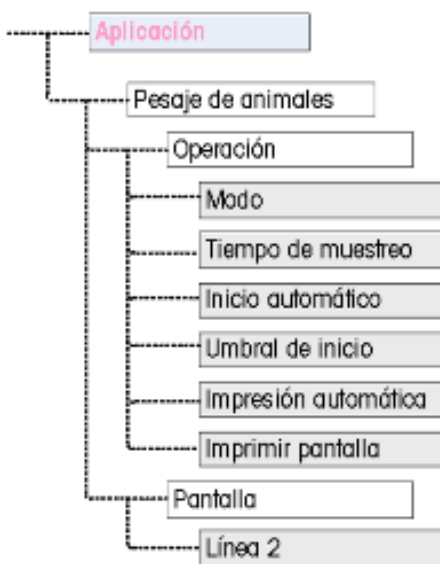 Aplicación
Pesaje de animales
Operación
Modo
Tiempo de muestreo
Inicio automático
Umbral de inicio
Impresión automática
Imprimir pantalla
Pantalla
Línea 2